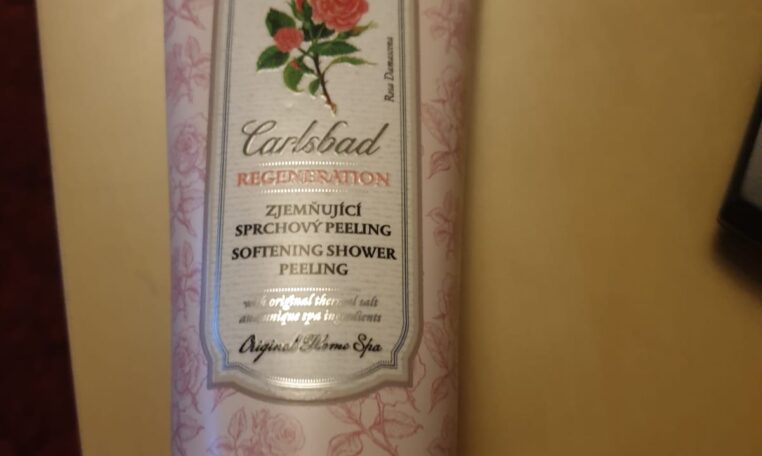 Rosa Damascena
Carlsbad
REGENERATION
ZJEMŇUJÍCÍ
SPRCHOVÝ PEELING
SOFTENING SHOWER
PEELING
with original thermal salt
and unique spa ingredients
Original Home Spa